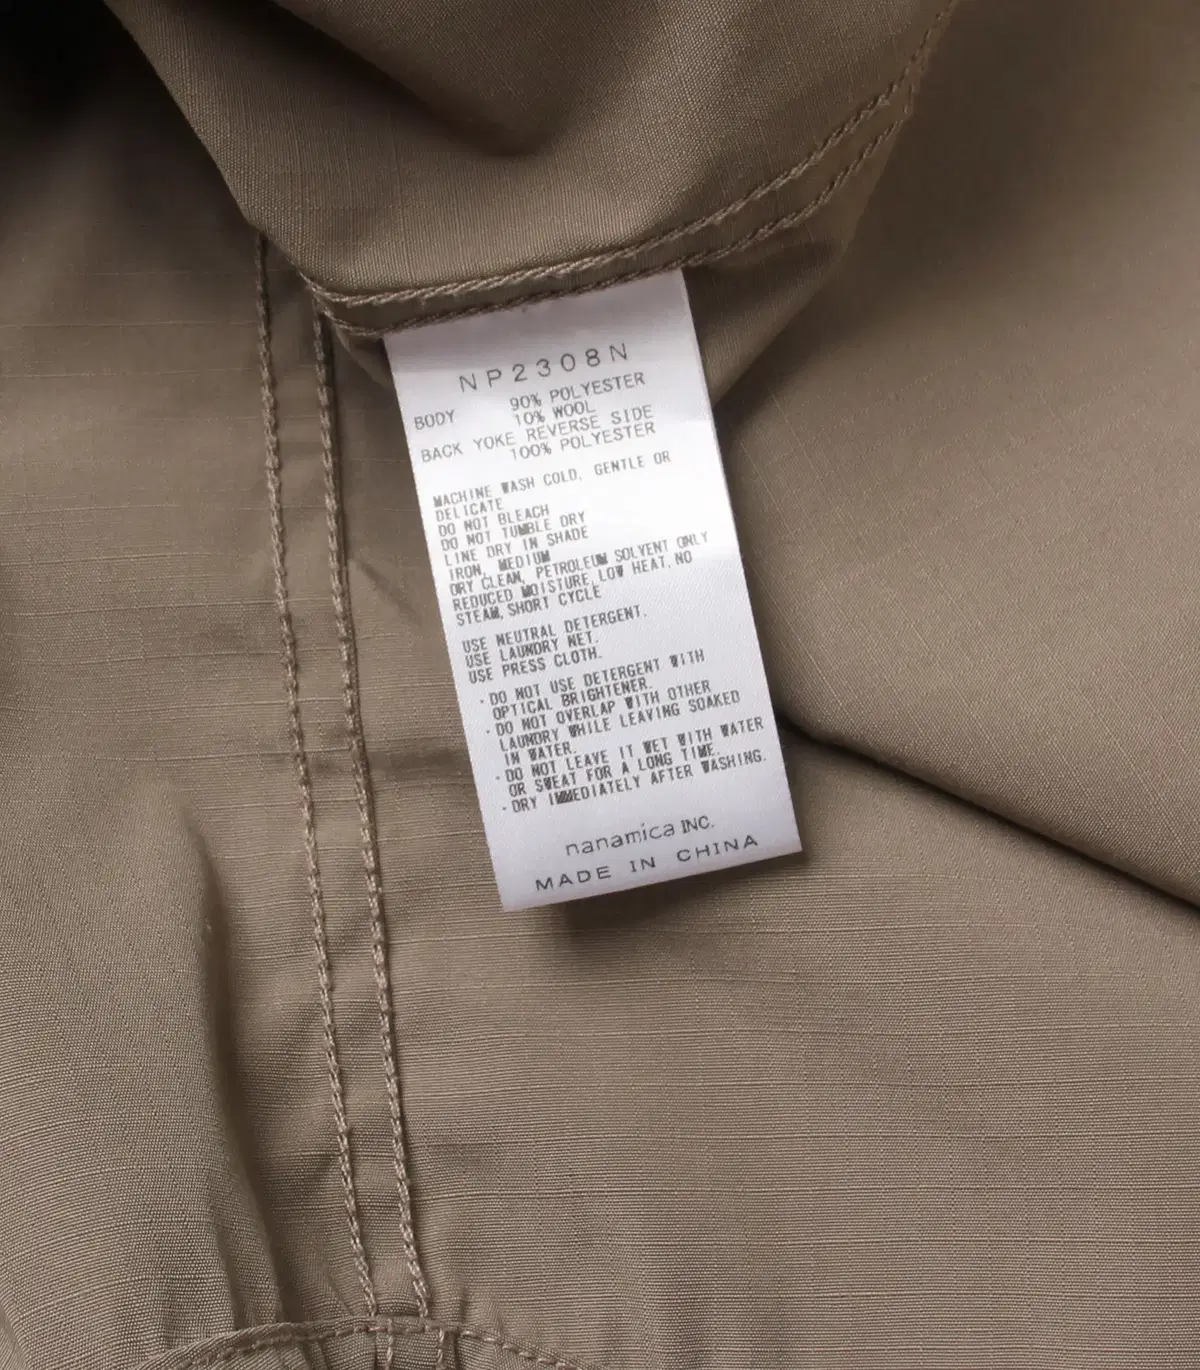 NP2308N
BODY 90% POLYESTER
10% WOOL
BACK YOKE REVERSE SIDE
100% POLYESTER
MACHINE WASH COLD, GENTLE OR
DELICATE
DO NOT BLEACH
DO NOT TUMBLE DRY
LINE DRY IN SHADE
IRON, MEDIUM
DRY CLEAN, PETROLEUM SOLVENT ONLY
REDUCED MOISTURE, LOW HEAT, NO
STEAM, SHORT CYCLE
USE NEUTRAL DETERGENT.
USE LAUNDRY NET.
USE PRESS CLOTH.
・DO NOT USE DETERGENT WITH
OPTICAL BRIGHTENER.
・DO NOT OVERLAP WITH OTHER
LAUNDRY WHILE LEAVING SOAKED
IN WATER.
・DO NOT LEAVE IT WET WITH WATER
OR SWEAT FOR A LONG TIME.
・DRY IMMEDIATELY AFTER WASHING.
nanamica INC.
MADE IN CHINA